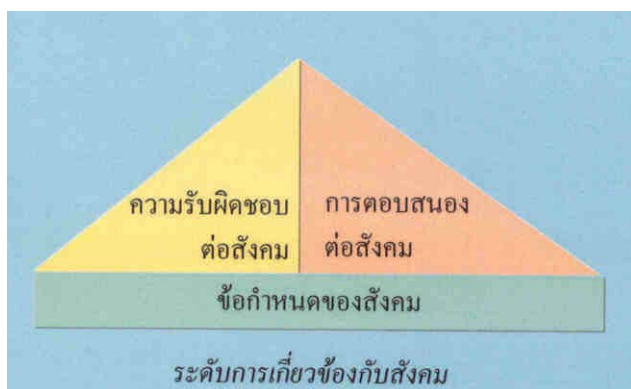 ความรับผิดชอบ
ต่อสังคม
การตอบสนอง
ต่อสังคม
ข้อกำหนดของสังคม
ระดับการเกี่ยวข้องกับสังคม